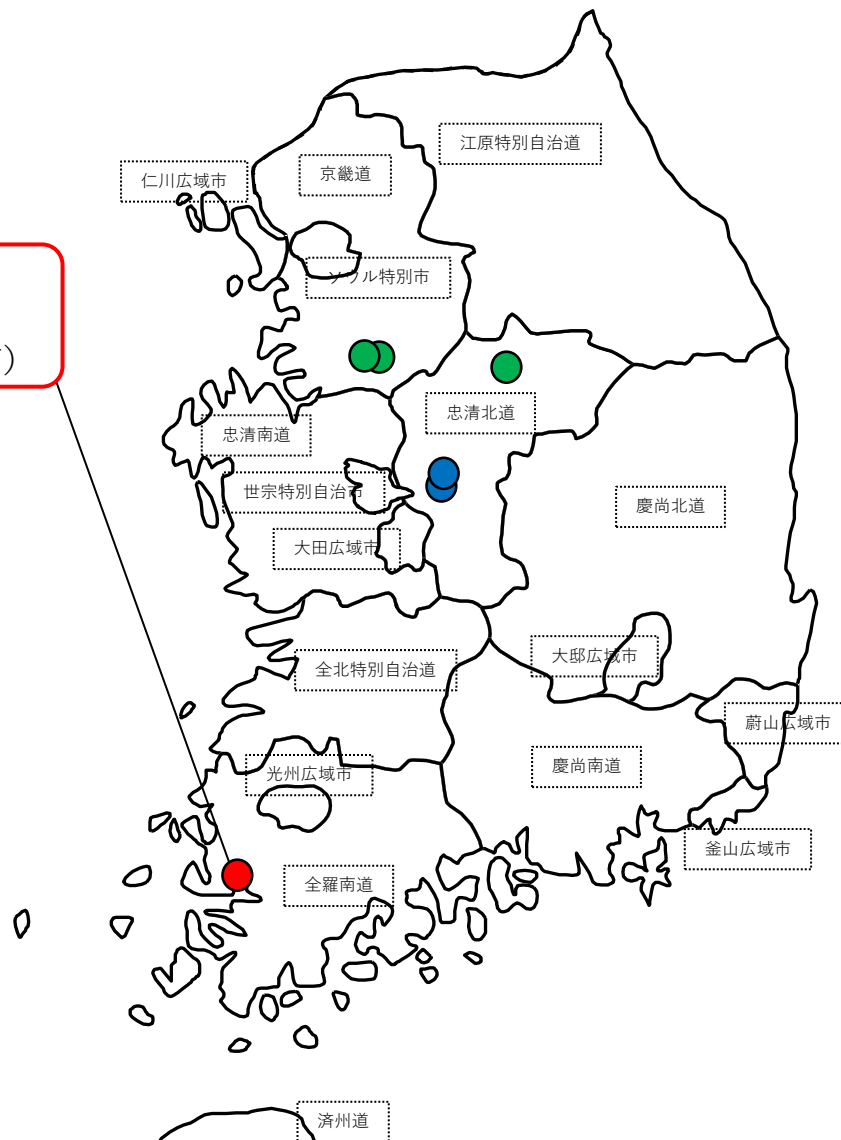 江原特別自治道
京畿道
仁川広域市
ソウル特別市
)
忠清北道
忠清南道
世宗特別自治市
慶尚北道
大田広域市
大邸広域市
全北特別自治道
蔚山広域市
慶尚南道
光州広域市
釜山広域市
全羅南道
済州道